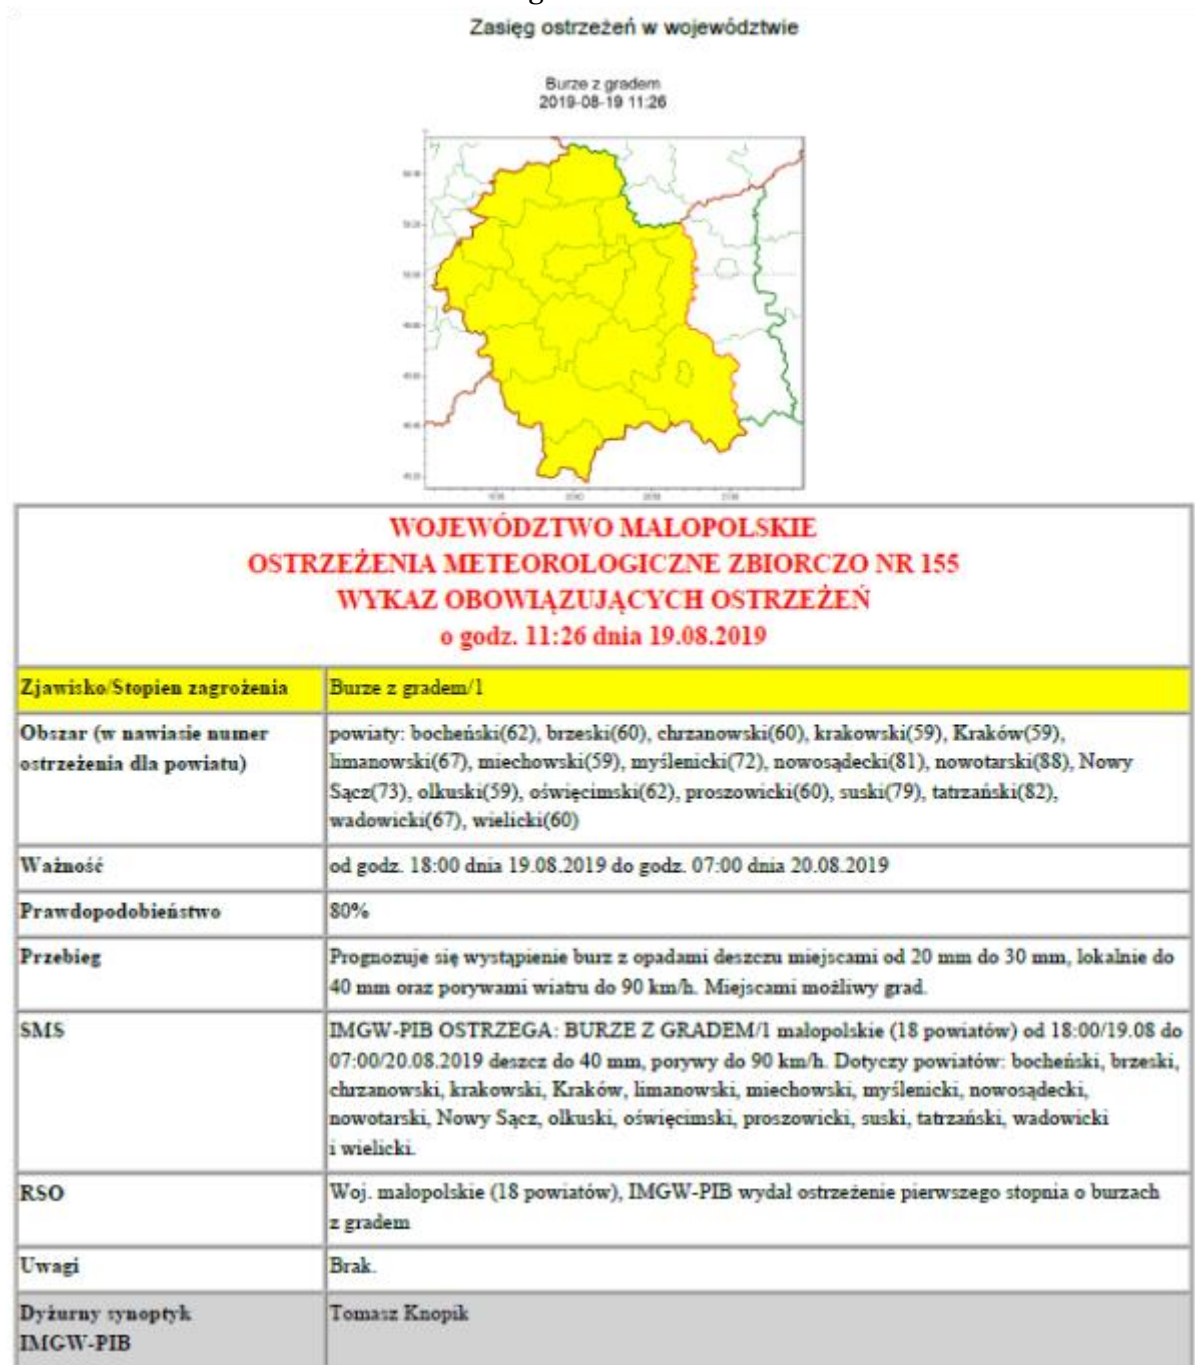 Zasięg ostrzeżeń w województwie
Burze z gradem
2019-08-19 11:26
WOJEWÓDZTWO MAŁOPOLSKIE
OSTRZEŻENIA METEOROLOGICZNE ZBIORCZO NR 155
WYKAZ OBOWIĄZUJĄCYCH OSTRZEŻEŃ
o godz. 11:26 dnia 19.08.2019
Zjawisko/Stopien zagrożenia
Burze z gradem/1
Obszar (w nawiasie numer
ostrzeżenia dla powiatu)
powiaty: bocheński(62), brzeski(60), chrzanowski(60), krakowski(59), Kraków(59),
limanowski(67), miechowski(59), myślenicki(72), nowosądecki(81), nowotarski(88), Nowy
Sącz(73), olkuski(59), oświęcimski(62), proszowicki(60), suski(79), tatrzański(82),
wadowicki(67), wielicki(60)
Ważność
od godz. 18:00 dnia 19.08.2019 do godz. 07:00 dnia 20.08.2019
Prawdopodobieństwo
80%
Przebieg
Prognozuje się wystąpienie burz z opadami deszczu miejscami od 20 mm do 30 mm, lokalnie do
40 mm oraz porywami wiatru do 90 km/h. Miejscami możliwy grad.
SMS
IMGW-PIB OSTRZEGA: BURZE Z GRADEM/1 małopolskie (18 powiatów) od 18:00/19.08 do
07:00/20.08.2019 deszcz do 40 mm, porywy do 90 km/h. Dotyczy powiatów: bocheński, brzeski,
chrzanowski, krakowski, Kraków, limanowski, miechowski, myślenicki, nowosądecki,
nowotarski, Nowy Sącz, olkuski, oświęcimski, proszowicki, suski, tatrzański, wadowicki
i wielicki.
RSO
Woj. małopolskie (18 powiatów), IMGW-PIB wydał ostrzeżenie pierwszego stopnia o burzach
z gradem
Uwagi
Brak.
Dyżurny synoptyk
IMGW-PIB
Tomasz Knopik